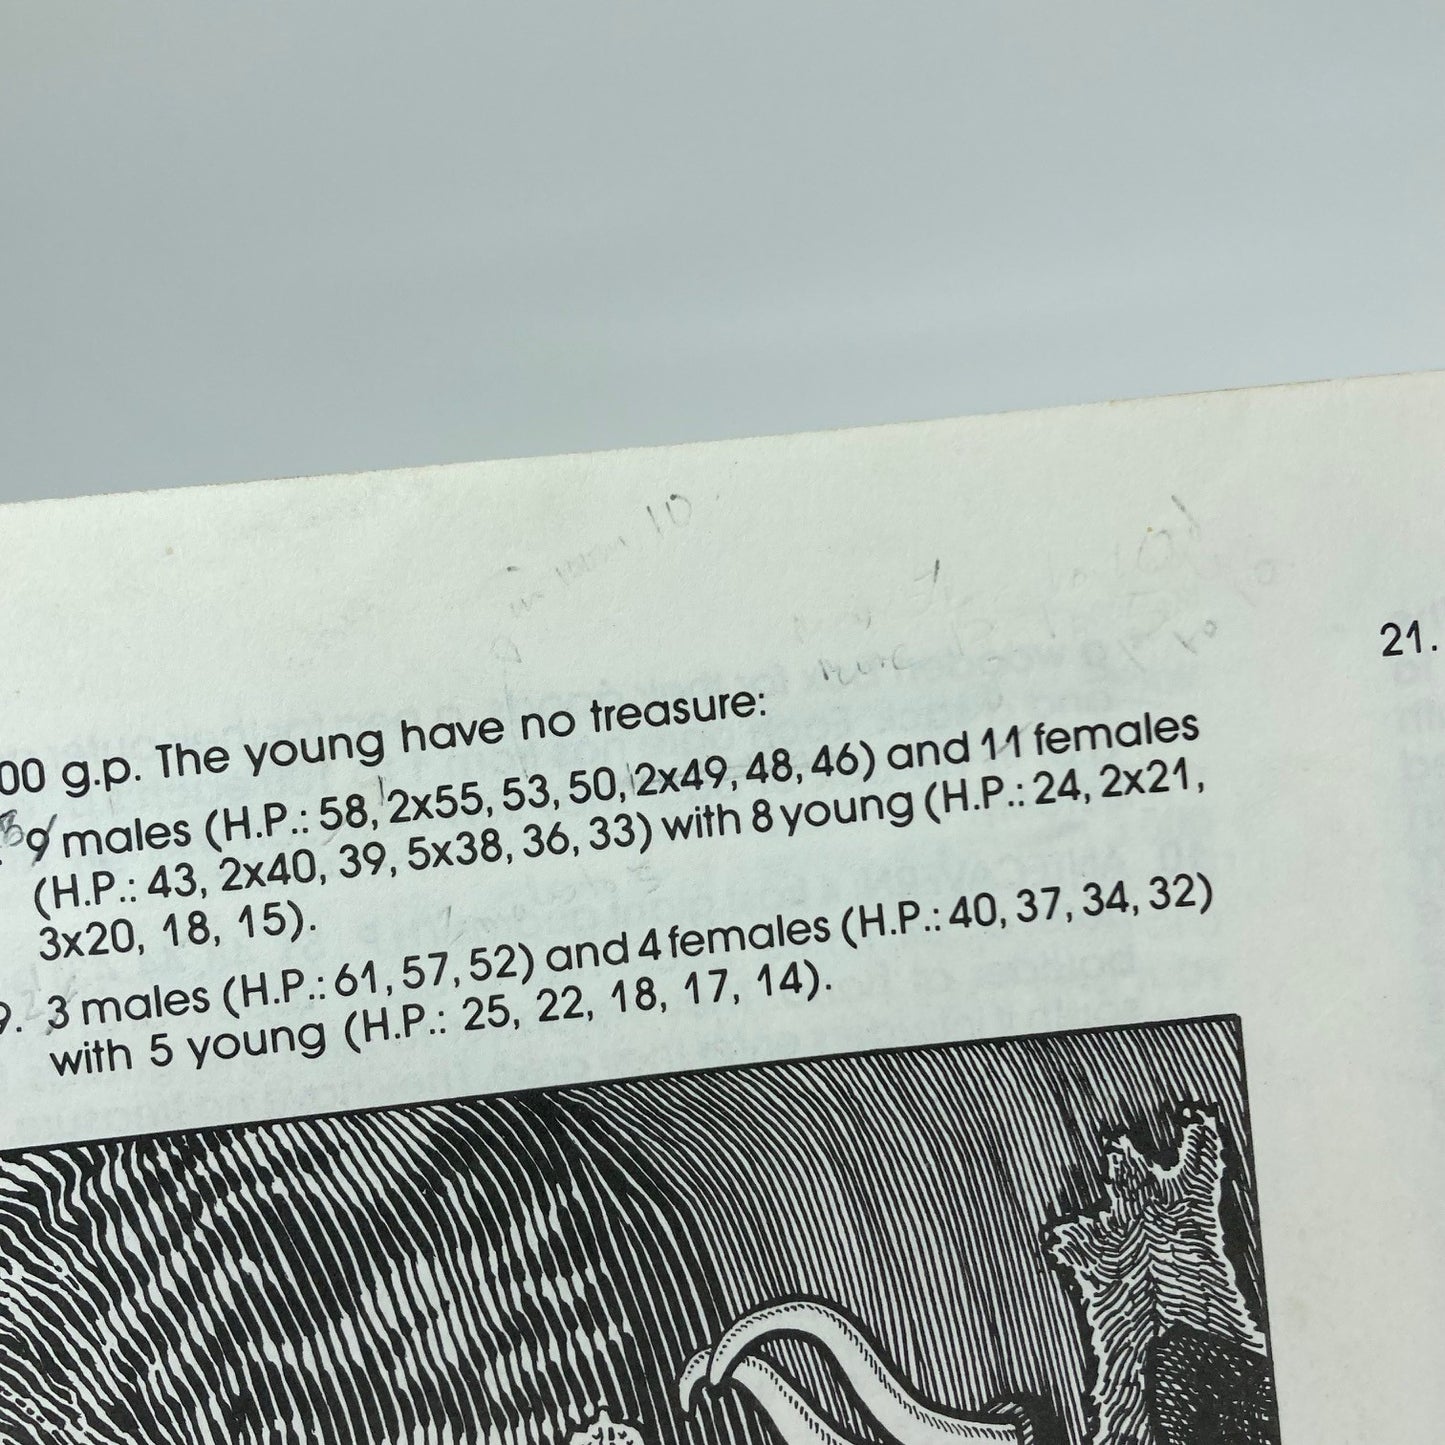 00 g.p. The young have no treasure:
9 males (H.P.: 58, 2x55, 53, 50, 2x49, 48, 46) and 11 females
(H.P.: 43, 2x40, 39, 5x38, 36, 33) with 8 young (H.P.: 24, 2x21,
3x20, 18, 15).
9. 3 males (H.P.: 61, 57, 52) and 4 females (H.P.: 40, 37, 34, 32)
with 5 young (H.P.: 25, 22, 18, 17, 14).
21.